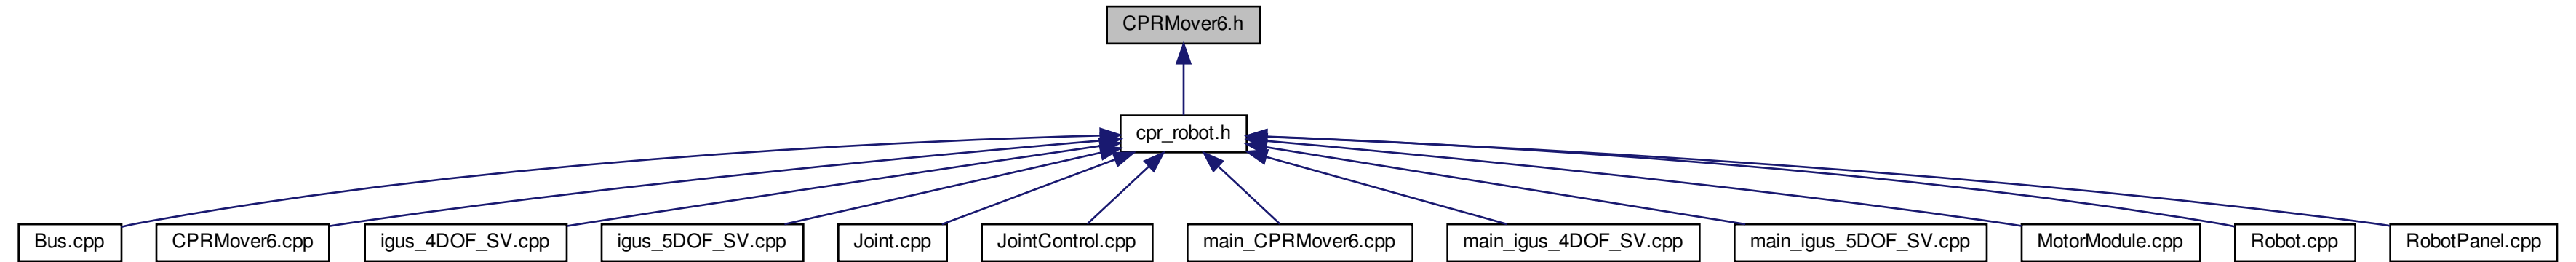 CPRMover6.h
cpr_robot.h
Bus.cpp
CPRMover6.cpp
igus_4DOF_SV.cpp
igus_5DOF_SV.cpp
Joint.cpp
JointControl.cpp
main_CPRMover6.cpp
main_igus_4DOF_SV.cpp
main_igus_5DOF_SV.cpp
MotorModule.cpp
Robot.cpp
RobotPanel.cpp